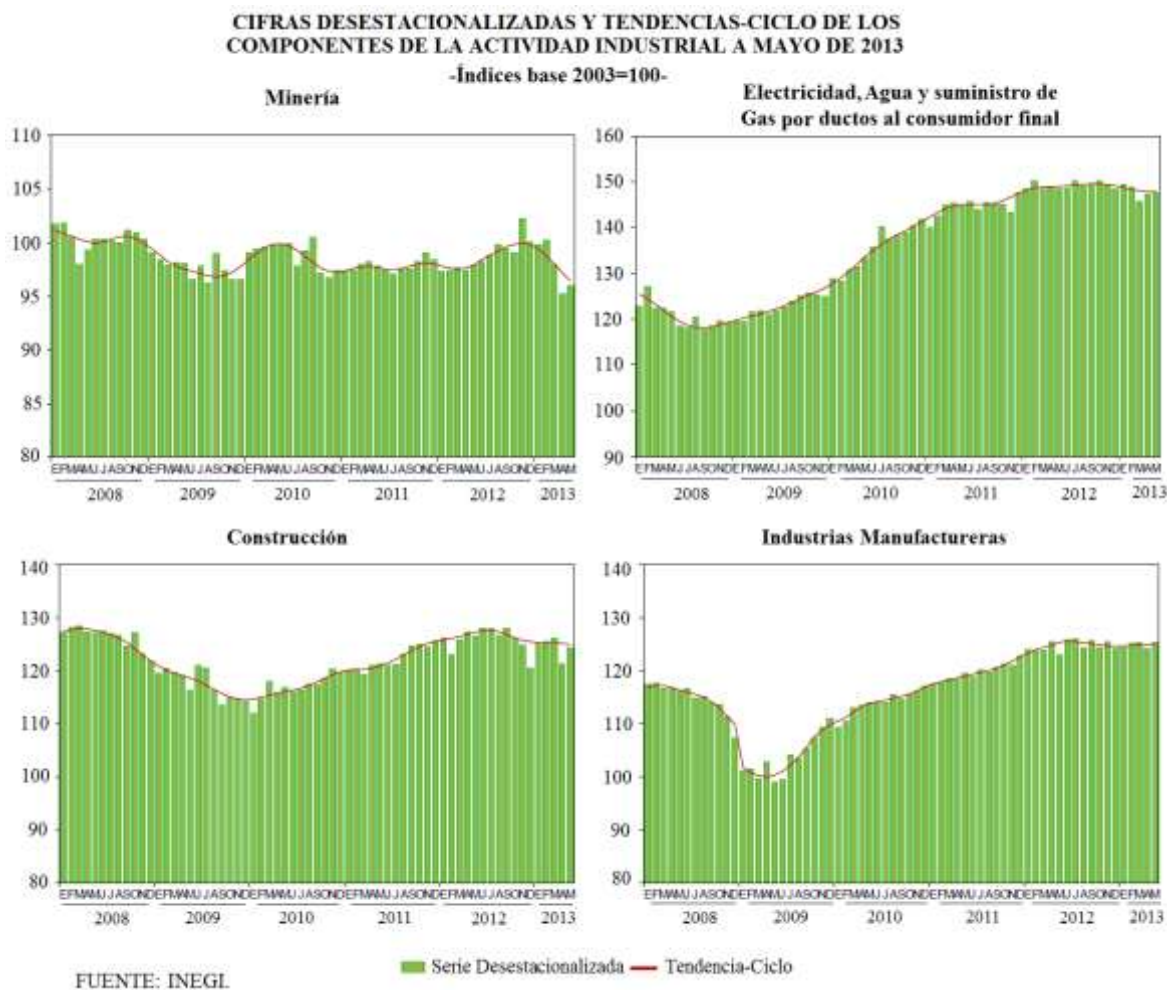 CIFRAS DESESTACIONALIZADAS Y TENDENCIAS-CICLO DE LOS
COMPONENTES DE LA ACTIVIDAD INDUSTRIAL A MAYO DE 2013
-Índices base 2003=100-
Minería
110
105
100
95
90
85
80
EFMAMJJASONDEFMAMJJASONDEFMAMJJASONDEFMAMJJASONDEFMAMJJASONDEFMAM
2008 2009 2010 2011 2012 2013
Electricidad, Agua y suministro de
Gas por ductos al consumidor final
160
150
140
130
120
110
100
90
EFMAMJJASONDEFMAMJJASONDEFMAMJJASONDEFMAMJJASONDEFMAMJJASONDEFMAM
2008 2009 2010 2011 2012 2013
Construcción
140
130
120
110
100
90
80
EFMAMJJASONDEFMAMJJASONDEFMAMJJASONDEFMAMJJASONDEFMAMJJASONDEFMAM
2008 2009 2010 2011 2012 2013
Industrias Manufactureras
140
130
120
110
100
90
80
EFMAMJJASONDEFMAMJJASONDEFMAMJJASONDEFMAMJJASONDEFMAMJJASONDEFMAM
2008 2009 2010 2011 2012 2013
Serie Desestacionalizada Tendencia-Ciclo
FUENTE: INEGI.